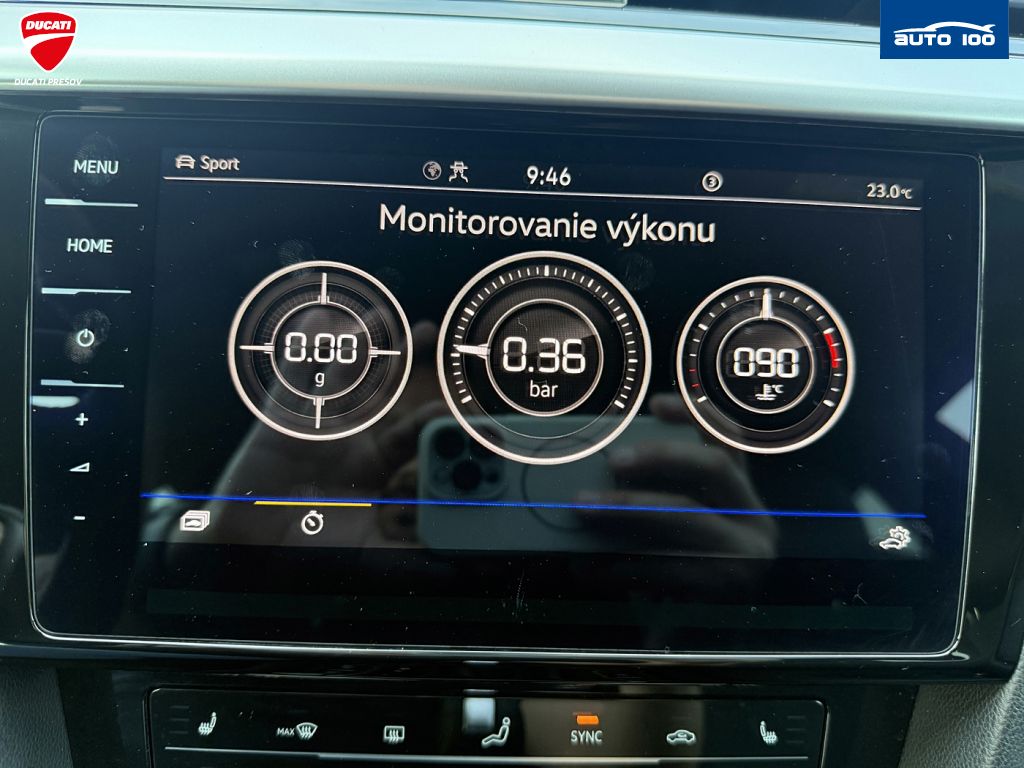 DUCATI
DUCATI PREŠOV
AUTO 100
MENU
Sport
9:46
3
23.0°C
HOME
Monitorovanie výkonu
0.00
g
0.36
bar
090
°C
+
-
MAX
SYNC